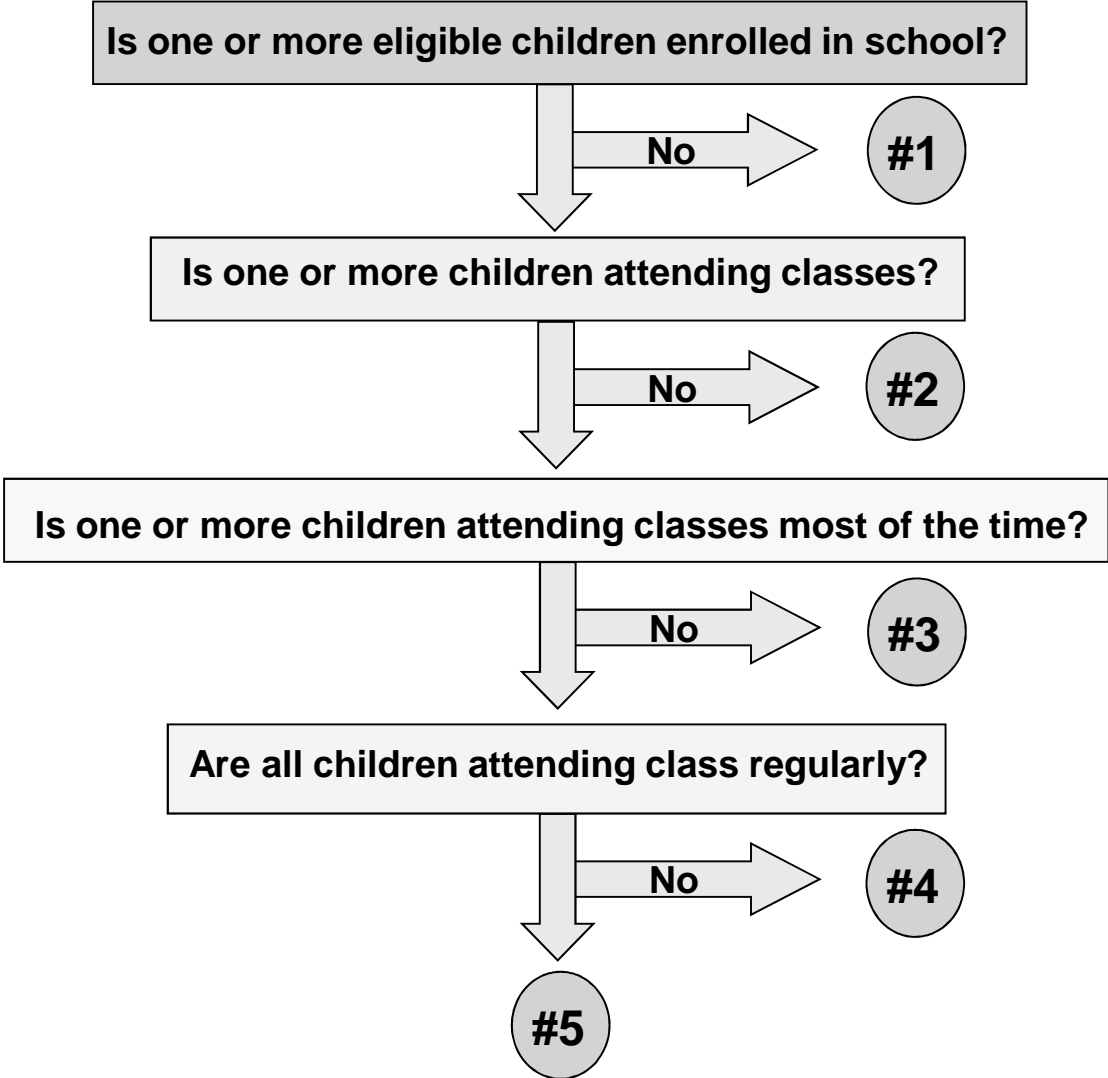 Is one or more eligible children enrolled in school?
No
#1
Is one or more children attending classes?
No
#2
Is one or more children attending classes most of the time?
No
#3
Are all children attending class regularly?
No
#4
#5